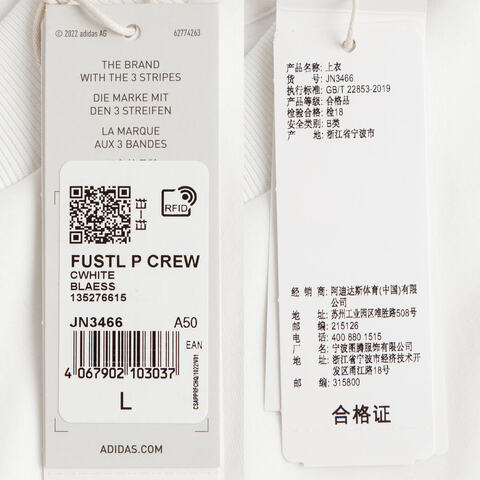 © 2022 adidas AG 62774263
THE BRAND
WITH THE 3 STRIPES
DIE MARKE MIT
DEN 3 STREIFEN
LA MARQUE
AUX 3 BANDES
RFID
EI—EI
FUSTL P CREW
CWHITE
BLAESS
135276615
JN3466 A50
EAN
4 067902 103037
L
ADIDAS.COM
产品名称: 上衣
货 号: JN3466
执行标准: GB/T 22853-2019
产品等级: 合格品
检验合格: 检18
安全类别: B类
产 地: 浙江省宁波市
经 销 商: 阿迪达斯体育(中国)有限
公司
地 址: 苏州工业园区唯胜路508号
邮 编: 215126
电 话: 400 880 1515
厂 名: 宁波图腾服饰有限公司
地 址: 浙江省宁波市经济技术开
发区甬江路18号
邮 编: 315800
合格证